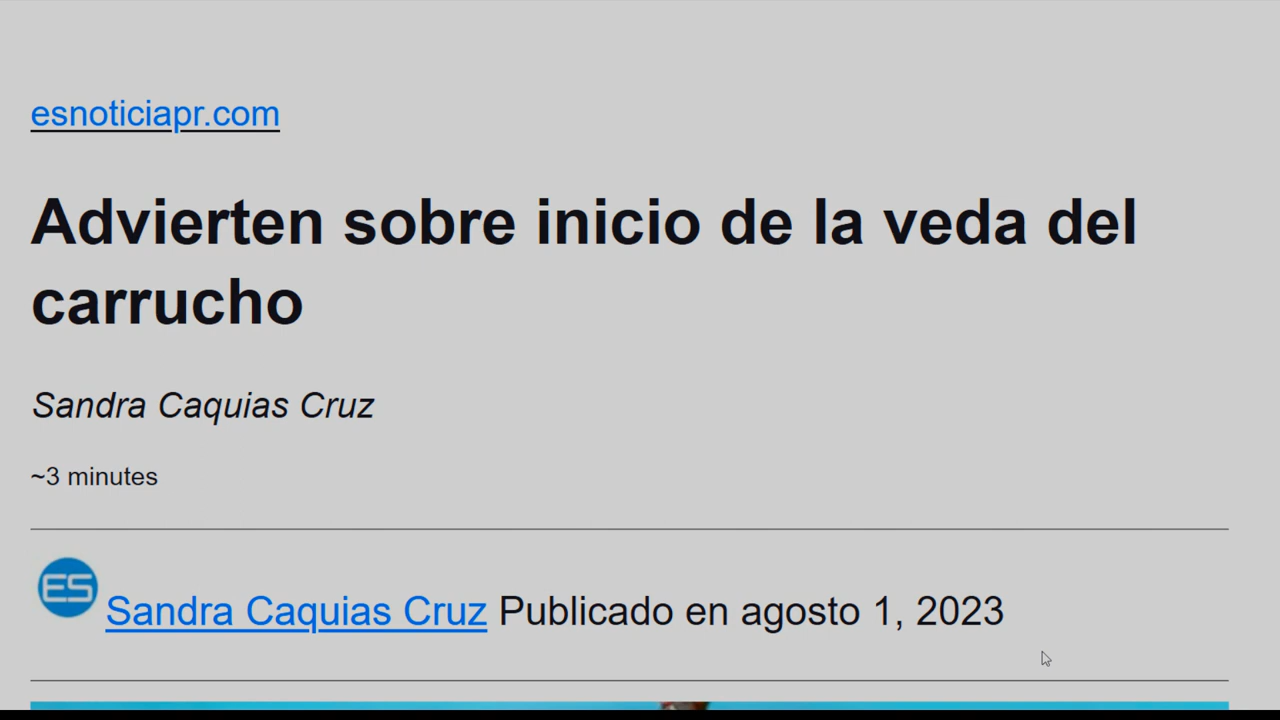 esnoticiapr.com
Advierten sobre inicio de la veda del
carrucho
Sandra Caquias Cruz
~3 minutes
ES
Sandra Caquias Cruz Publicado en agosto 1, 2023